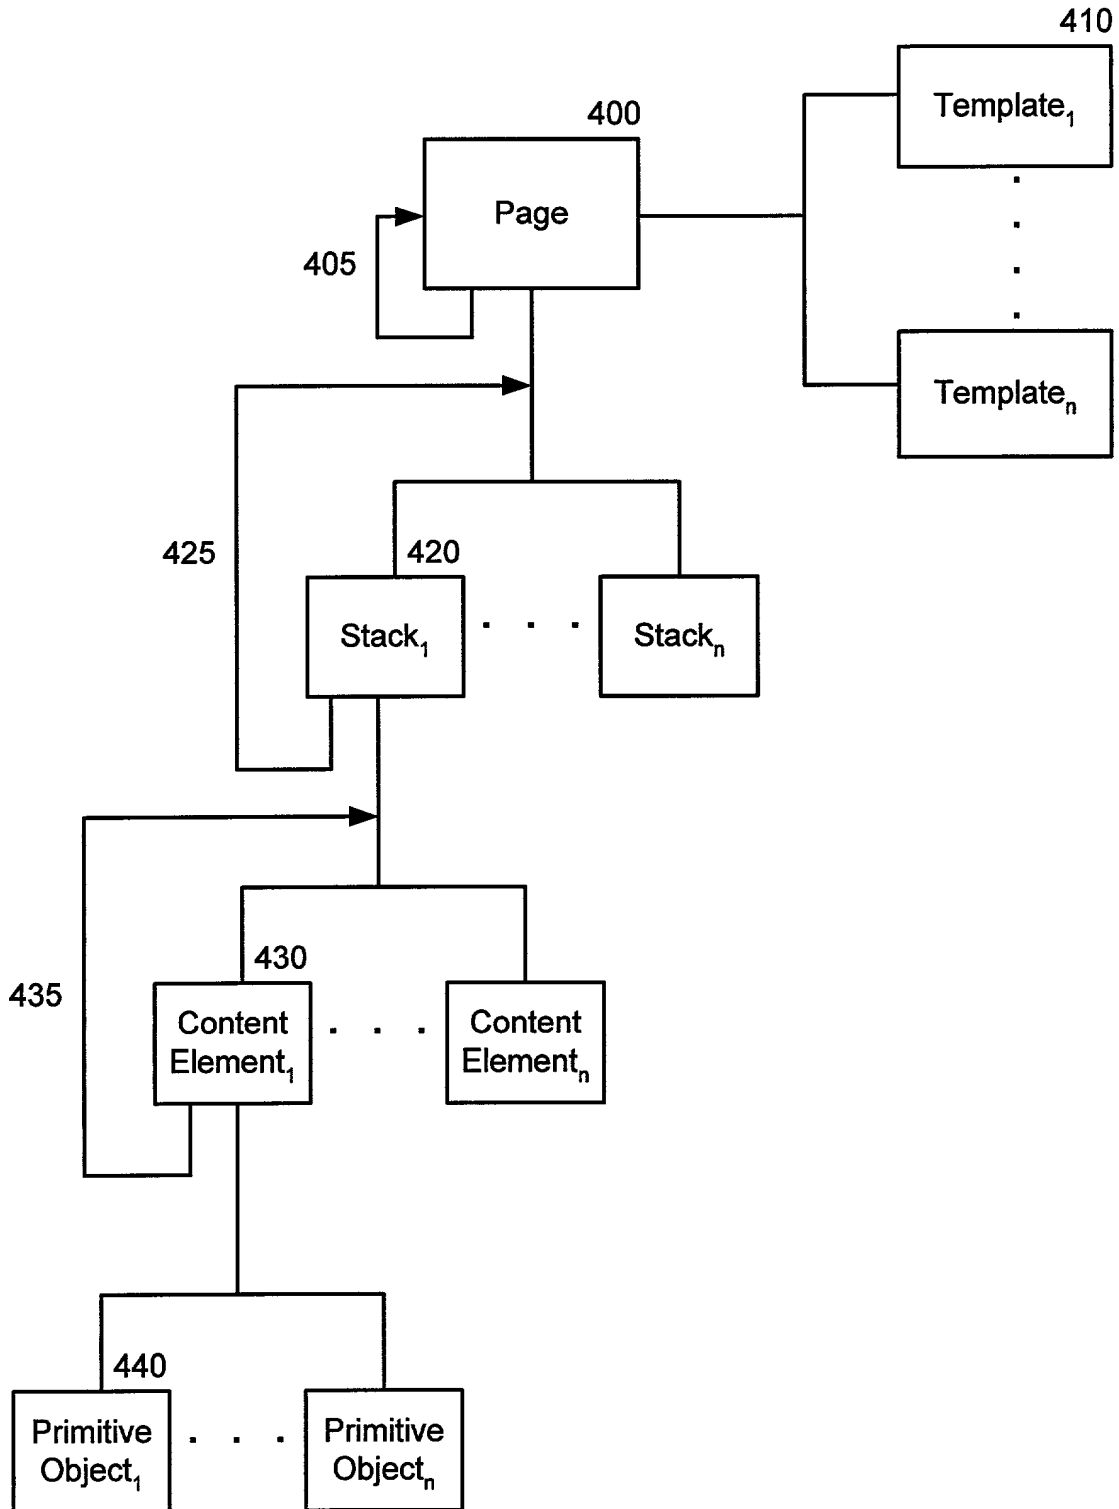 410
Template₁
400
Page
405
Templateₙ
425
420
Stack₁
Stackₙ
435
430
Content
Element₁
Content
Elementₙ
440
Primitive
Object₁
Primitive
Objectₙ